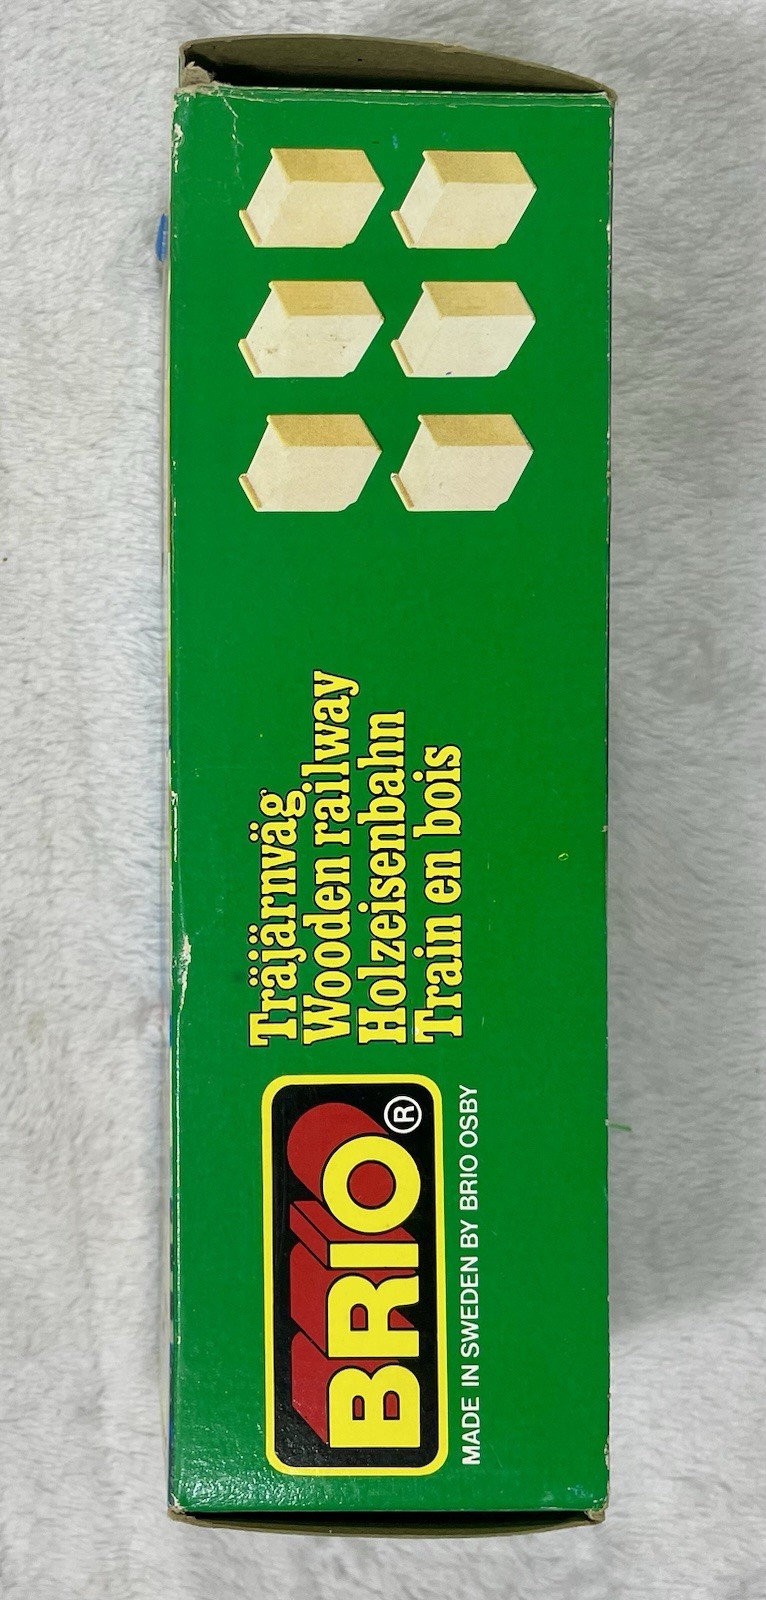 BRIO®
MADE IN SWEDEN BY BRIO OSBY
Träjärnväg
Wooden railway
Holzeisenbahn
Train en bois